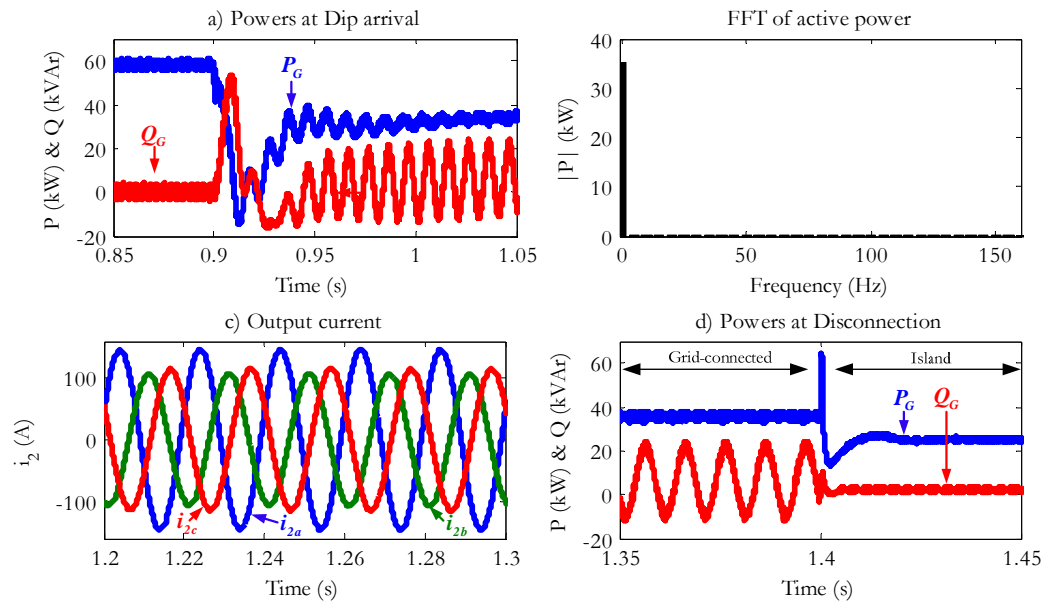 a) Powers at Dip arrival
P (kW) & Q (kVAr)
60
40
20
0
-20
P_G
Q_G
0.85
0.9
0.95
1
1.05
Time (s)
FFT of active power
|P| (kW)
40
30
20
10
0
0
50
100
150
Frequency (Hz)
c) Output current
i_2 (A)
100
0
-100
i_2c
i_2a
i_2b
1.2
1.22
1.24
1.26
1.28
1.3
Time (s)
d) Powers at Disconnection
P (kW) & Q (kVAr)
60
40
20
0
-20
Grid-connected
Island
P_G
Q_G
1.35
1.4
1.45
Time (s)